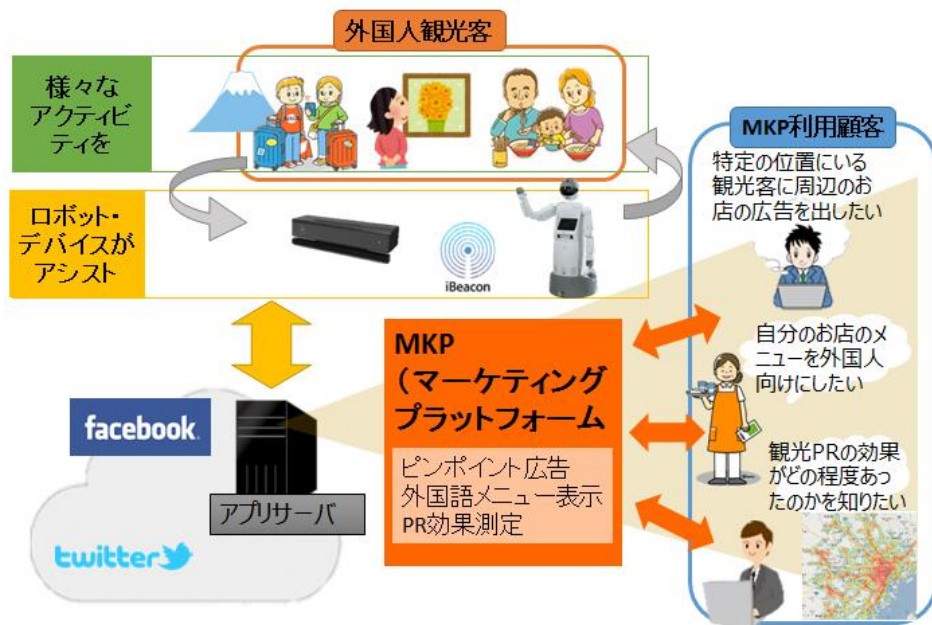 外国人観光客
様々な
アクティビ
ティを
ロボット・
デバイスが
アシスト
iBeacon
MKP利用顧客
特定の位置にいる
観光客に周辺のお
店の広告を出したい
自分のお店のメ
ニューを外国人
向けにしたい
観光PRの効果
がどの程度あっ
たのかを知りたい
MKP
（マーケティング
プラットフォーム
ピンポイント広告
外国語メニュー表示
PR効果測定
facebook.
アプリサーバ
twitter